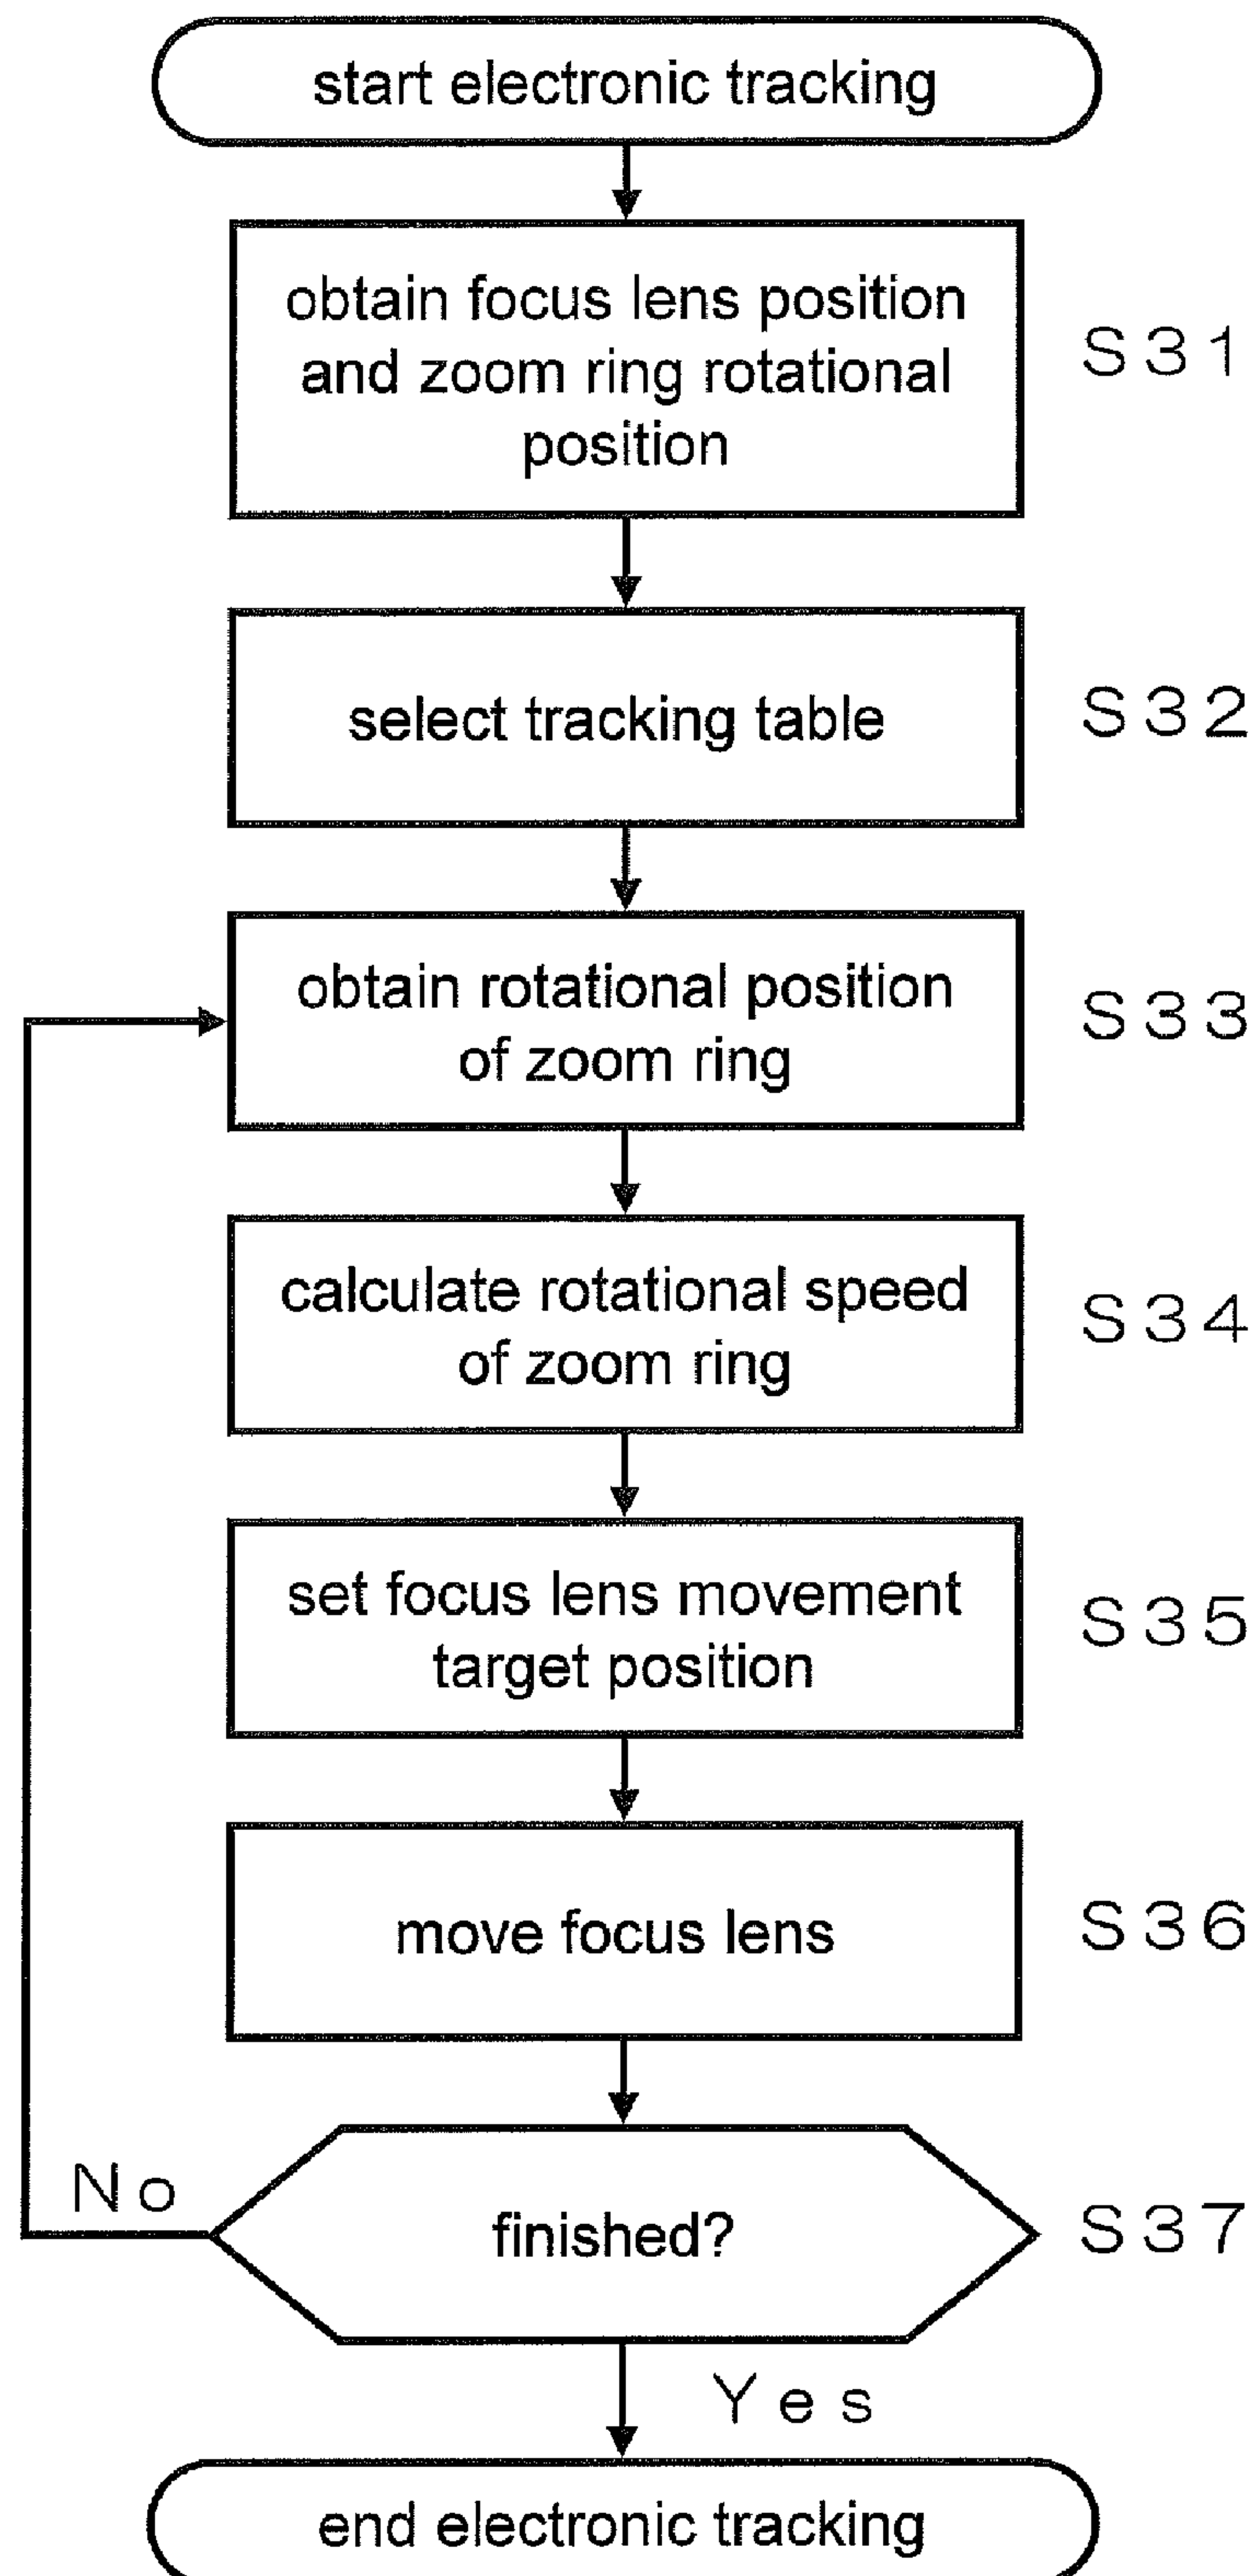 start electronic tracking
obtain focus lens position
and zoom ring rotational
position
S31
select tracking table
S32
obtain rotational position
of zoom ring
S33
calculate rotational speed
of zoom ring
S34
set focus lens movement
target position
S35
move focus lens
S36
No
finished?
S37
Yes
end electronic tracking